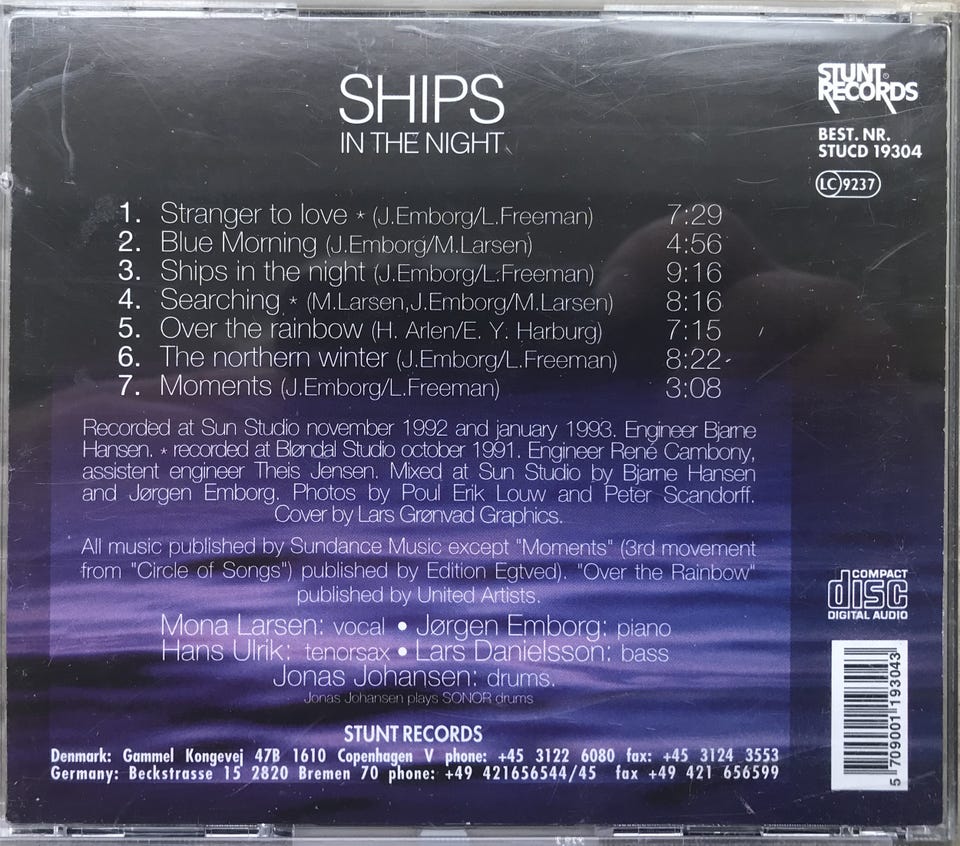 SHIPS
IN THE NIGHT
STUNT RECORDS
BEST. NR.
STUCD 19304
LC 9237
1. Stranger to love * (J.Emborg/L.Freeman) 7:29
2. Blue Morning (J.Emborg/M.Larsen) 4:56
3. Ships in the night (J.Emborg/L.Freeman) 9:16
4. Searching * (M.Larsen,J.Emborg/M.Larsen) 8:16
5. Over the rainbow (H. Arlen/E. Y. Harburg) 7:15
6. The northern winter (J.Emborg/L.Freeman) 8:22
7. Moments (J.Emborg/L.Freeman) 3:08
Recorded at Sun Studio november 1992 and january 1993. Engineer Bjarne
Hansen. * recorded at Bløndal Studio october 1991. Engineer René Cambony,
assistent engineer Theis Jensen. Mixed at Sun Studio by Bjarne Hansen
and Jørgen Emborg. Photos by Poul Erik Louw and Peter Scandorff.
Cover by Lars Grønvad Graphics.
All music published by Sundance Music except "Moments" (3rd movement
from "Circle of Songs") published by Edition Egtved). "Over the Rainbow"
published by United Artists.
Mona Larsen: vocal • Jørgen Emborg: piano
Hans Ulrik: tenorsax • Lars Danielsson: bass
Jonas Johansen: drums.
Jonas Johansen plays SONOR drums
COMPACT
disc
DIGITAL AUDIO
5 709001 193043
STUNT RECORDS
Denmark: Gammel Kongevej 47B 1610 Copenhagen V phone: +45 3122 6080 fax: +45 3124 3553
Germany: Beckstrasse 15 2820 Bremen 70 phone: +49 421656544/45 fax +49 421 656599